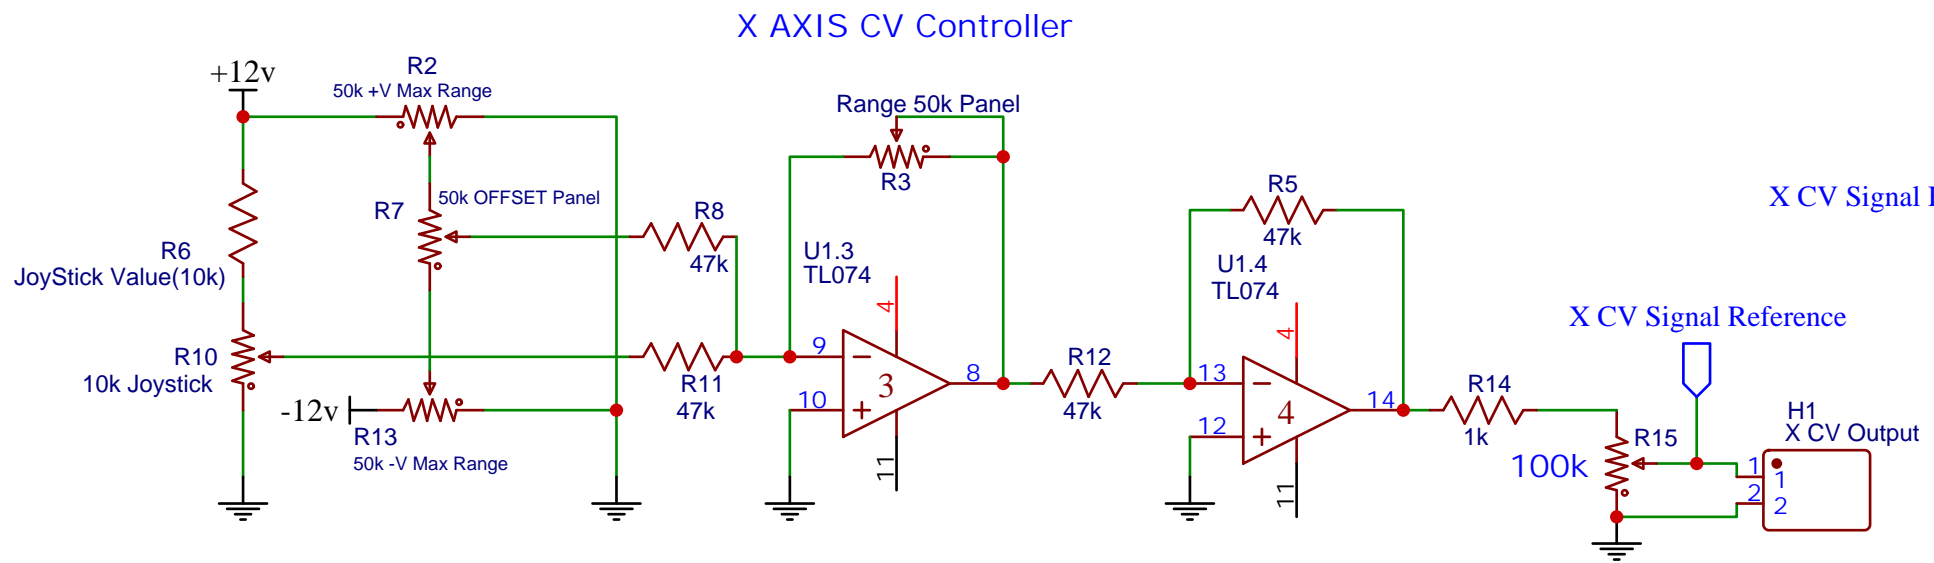 X AXIS CV Controller
+12v
R2
50k +V Max Range
Range 50k Panel
R3
R7
50k OFFSET Panel
R8
47k
R6
JoyStick Value(10k)
R10
10k Joystick
R11
47k
-12v
R13
50k -V Max Range
U1.3
TL074
4
9
3
8
10
11
R12
47k
R5
47k
U1.4
TL074
4
13
4
14
12
11
R14
1k
R15
100k
X CV Signal Reference
X CV Signal
H1
X CV Output
1
1
2
2